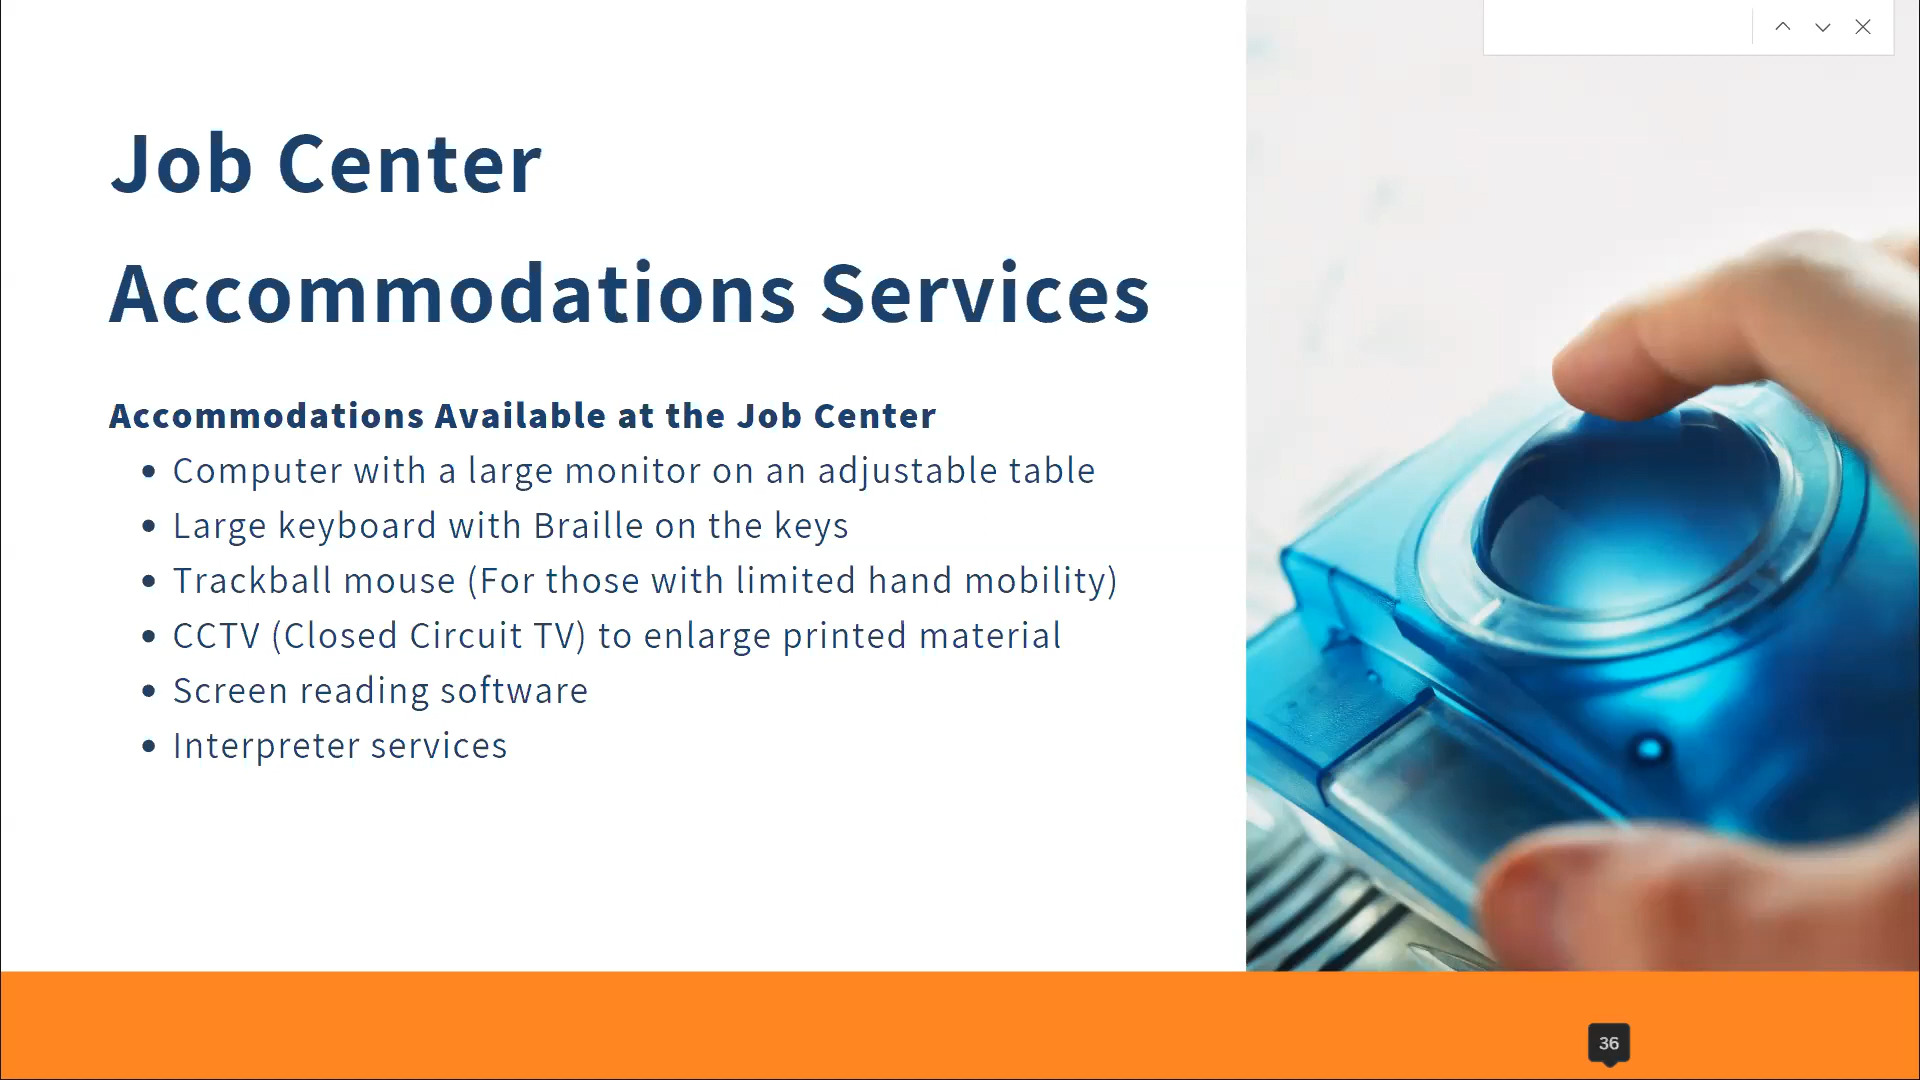 Job Center
Accommodations Services
Accommodations Available at the Job Center
• Computer with a large monitor on an adjustable table
• Large keyboard with Braille on the keys
• Trackball mouse (For those with limited hand mobility)
• CCTV (Closed Circuit TV) to enlarge printed material
• Screen reading software
• Interpreter services
36